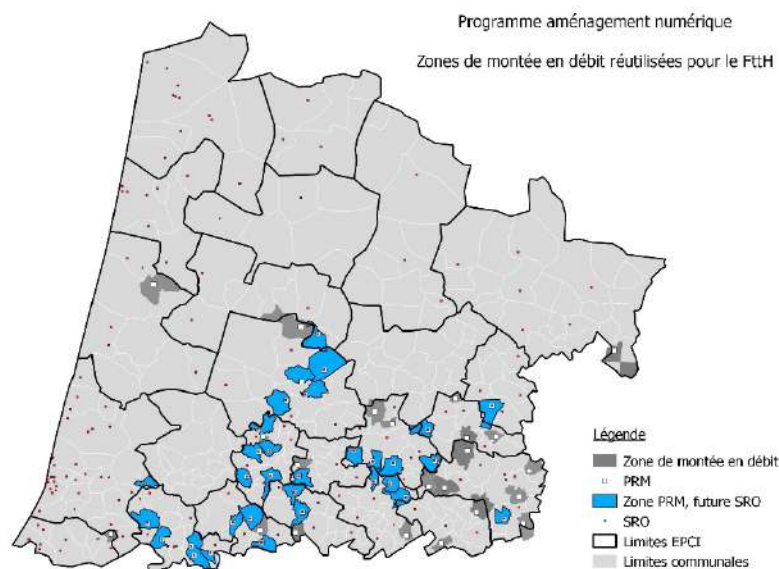 Programme aménagement numérique
Zones de montée en débit réutilisées pour le FttH
Légende
Zone de montée en débit
PRM
Zone PRM, future SRO
SRO
Limites EPCI
Limites communales